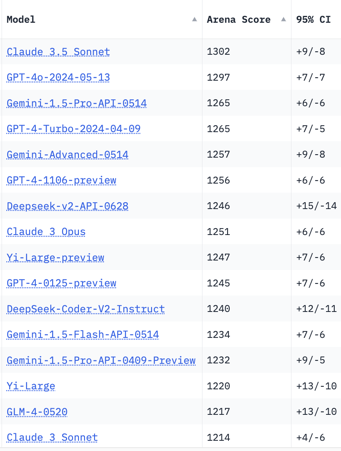 Model ▲ Arena Score ▲ 95% CI
Claude 3.5 Sonnet 1302 +9/-8
GPT-4o-2024-05-13 1297 +7/-7
Gemini-1.5-Pro-API-0514 1265 +6/-6
GPT-4-Turbo-2024-04-09 1265 +7/-5
Gemini-Advanced-0514 1257 +9/-8
GPT-4-1106-preview 1256 +6/-6
Deepseek-v2-API-0628 1246 +15/-14
Claude 3 Opus 1251 +6/-6
Yi-Large-preview 1247 +7/-6
GPT-4-0125-preview 1245 +7/-6
DeepSeek-Coder-V2-Instruct 1240 +12/-11
Gemini-1.5-Flash-API-0514 1234 +7/-6
Gemini-1.5-Pro-API-0409-Preview 1232 +9/-5
Yi-Large 1220 +13/-10
GLM-4-0520 1217 +13/-10
Claude 3 Sonnet 1214 +4/-6